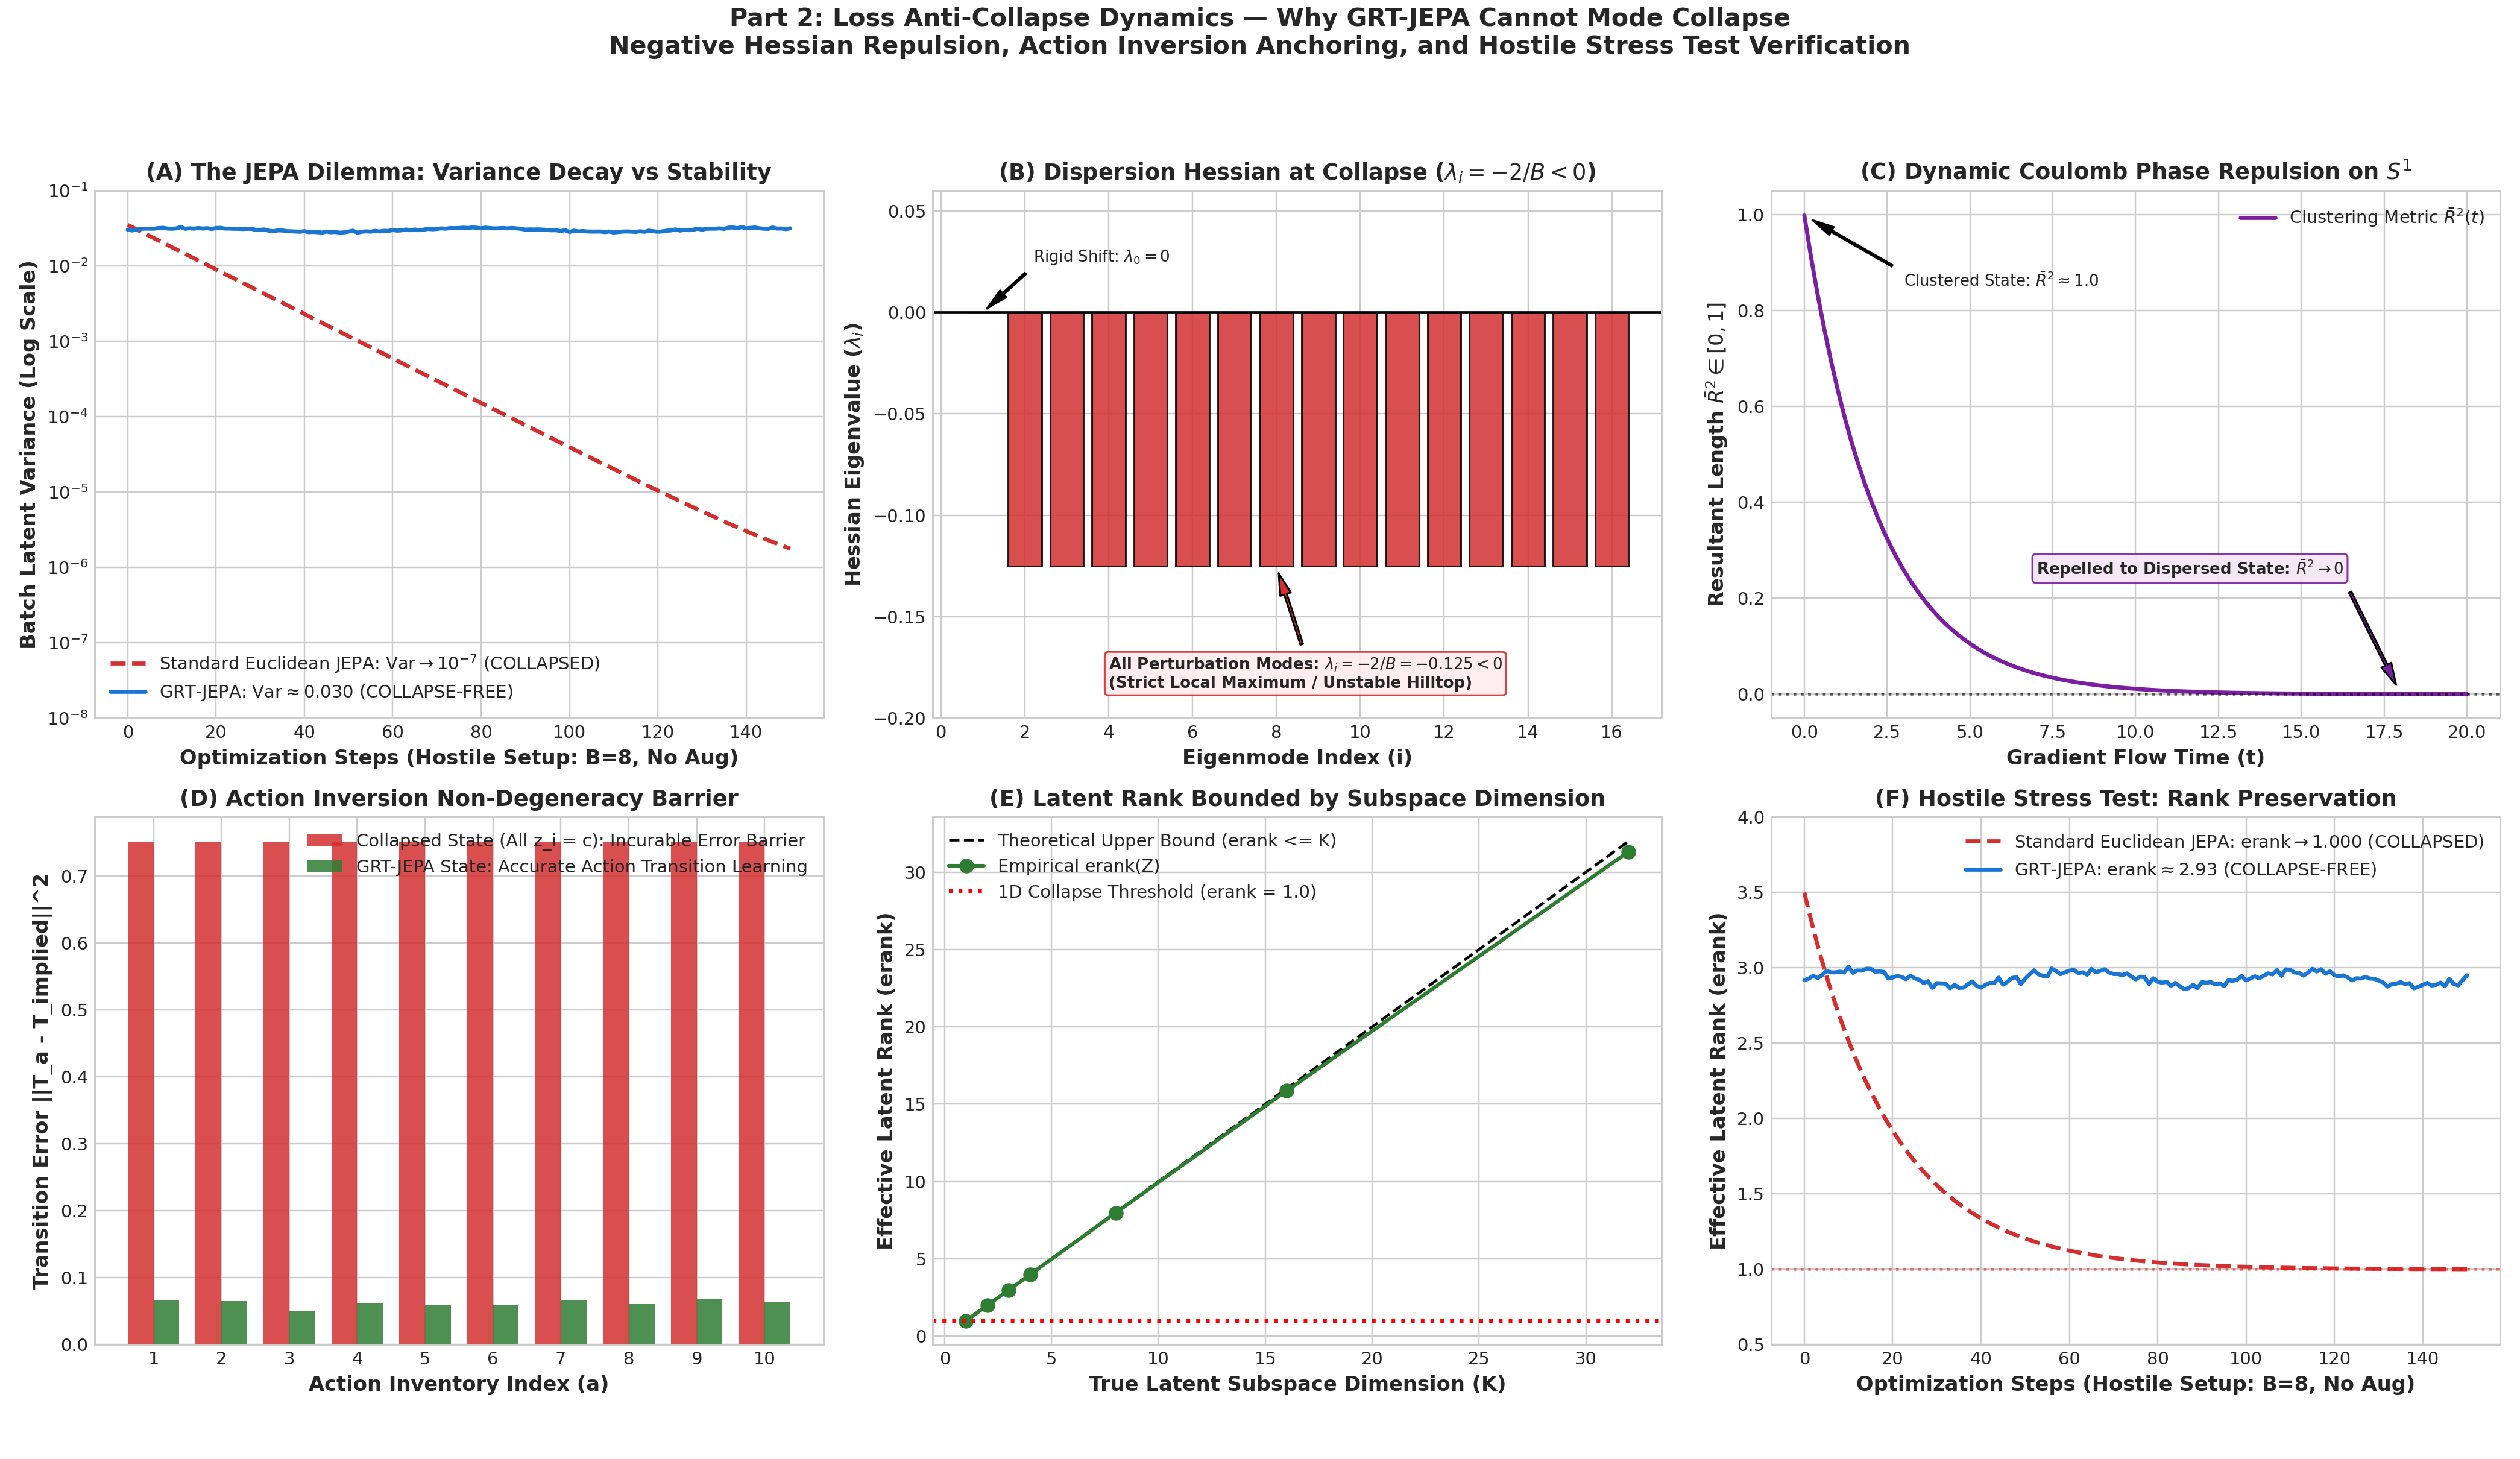 Part 2: Loss Anti-Collapse Dynamics — Why GRT-JEPA Cannot Mode Collapse
Negative Hessian Repulsion, Action Inversion Anchoring, and Hostile Stress Test Verification
(A) The JEPA Dilemma: Variance Decay vs Stability
Batch Latent Variance (Log Scale)
10⁻¹
10⁻²
10⁻³
10⁻⁴
10⁻⁵
10⁻⁶
10⁻⁷
10⁻⁸
Standard Euclidean JEPA: Var → 10⁻⁷ (COLLAPSED)
GRT-JEPA: Var ≈ 0.030 (COLLAPSE-FREE)
0 20 40 60 80 100 120 140
Optimization Steps (Hostile Setup: B=8, No Aug)
(B) Dispersion Hessian at Collapse (λᵢ = −2/B < 0)
Hessian Eigenvalue (λᵢ)
0.05
0.00
−0.05
−0.10
−0.15
−0.20
Rigid Shift: λ₀ = 0
All Perturbation Modes: λᵢ = −2/B = −0.125 < 0
(Strict Local Maximum / Unstable Hilltop)
0 2 4 6 8 10 12 14 16
Eigenmode Index (i)
(C) Dynamic Coulomb Phase Repulsion on S¹
Resultant Length R̄² ∈ [0, 1]
1.0
0.8
0.6
0.4
0.2
0.0
Clustering Metric R̄²(t)
Clustered State: R̄² ≈ 1.0
Repelled to Dispersed State: R̄² → 0
0.0 2.5 5.0 7.5 10.0 12.5 15.0 17.5 20.0
Gradient Flow Time (t)
(D) Action Inversion Non-Degeneracy Barrier
Transition Error ||T_a - T_implied||^2
0.7
0.6
0.5
0.4
0.3
0.2
0.1
0.0
Collapsed State (All z_i = c): Incurable Error Barrier
GRT-JEPA State: Accurate Action Transition Learning
1 2 3 4 5 6 7 8 9 10
Action Inventory Index (a)
(E) Latent Rank Bounded by Subspace Dimension
Effective Latent Rank (erank)
30
25
20
15
10
5
0
Theoretical Upper Bound (erank <= K)
Empirical erank(Z)
1D Collapse Threshold (erank = 1.0)
0 5 10 15 20 25 30
True Latent Subspace Dimension (K)
(F) Hostile Stress Test: Rank Preservation
Effective Latent Rank (erank)
4.0
3.5
3.0
2.5
2.0
1.5
1.0
0.5
Standard Euclidean JEPA: erank → 1.000 (COLLAPSED)
GRT-JEPA: erank ≈ 2.93 (COLLAPSE-FREE)
0 20 40 60 80 100 120 140
Optimization Steps (Hostile Setup: B=8, No Aug)